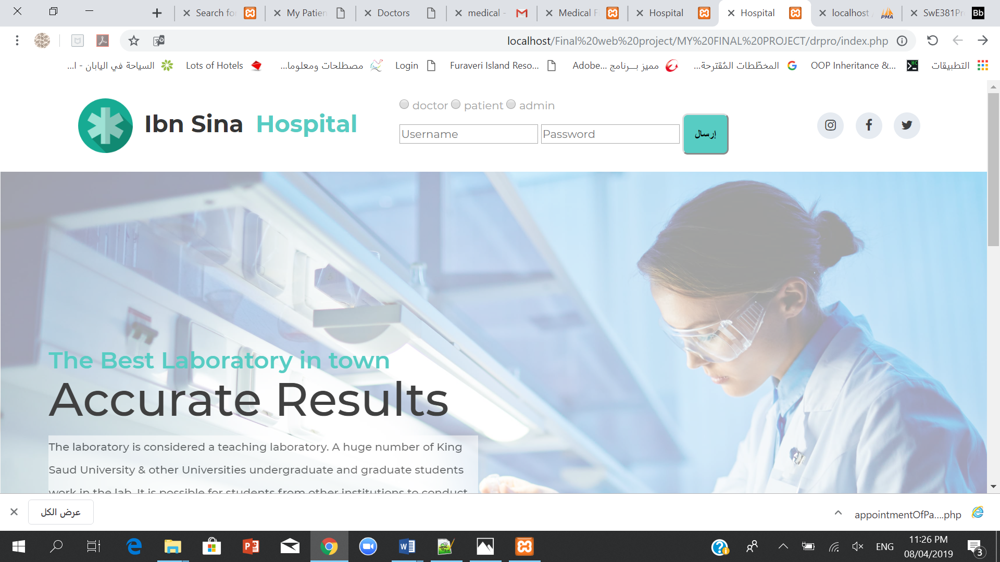 Search fo
My Patien
Doctors
medical -
Medical F
Hospital
Hospital
localhost /
PMA
SwE381Pr
Bb
localhost/Final%20web%20project/MY%20FINAL%20PROJECT/drpro/index.php
التطبيقات
OOP Inheritance &...
المخطّطات المُقترحة...
مميز بــرنامج ...Adobe
Furaveri Island Reso...
Login
مصطلحات ومعلوما...
Lots of Hotels
السياحة في اليابان - ا...
doctor patient admin
Ibn Sina Hospital
Username Password إرسال
The Best Laboratory in town
Accurate Results
The laboratory is considered a teaching laboratory. A huge number of King
Saud University & other Universities undergraduate and graduate students
work in the lab. It is possible for students from other institutions to conduct
عرض الكل
appointmentOfPa....php
ENG
11:26 PM
08/04/2019
3